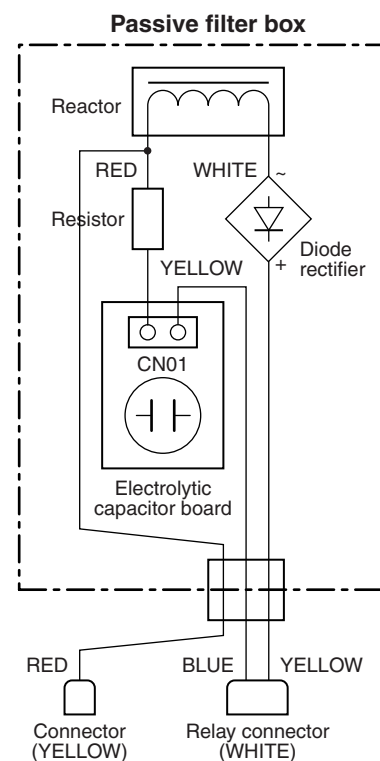 Passive filter box
Reactor
RED
WHITE
~
Resistor
Diode
rectifier
+
YELLOW
CN01
Electrolytic
capacitor board
RED
BLUE
YELLOW
Connector
(YELLOW)
Relay connector
(WHITE)